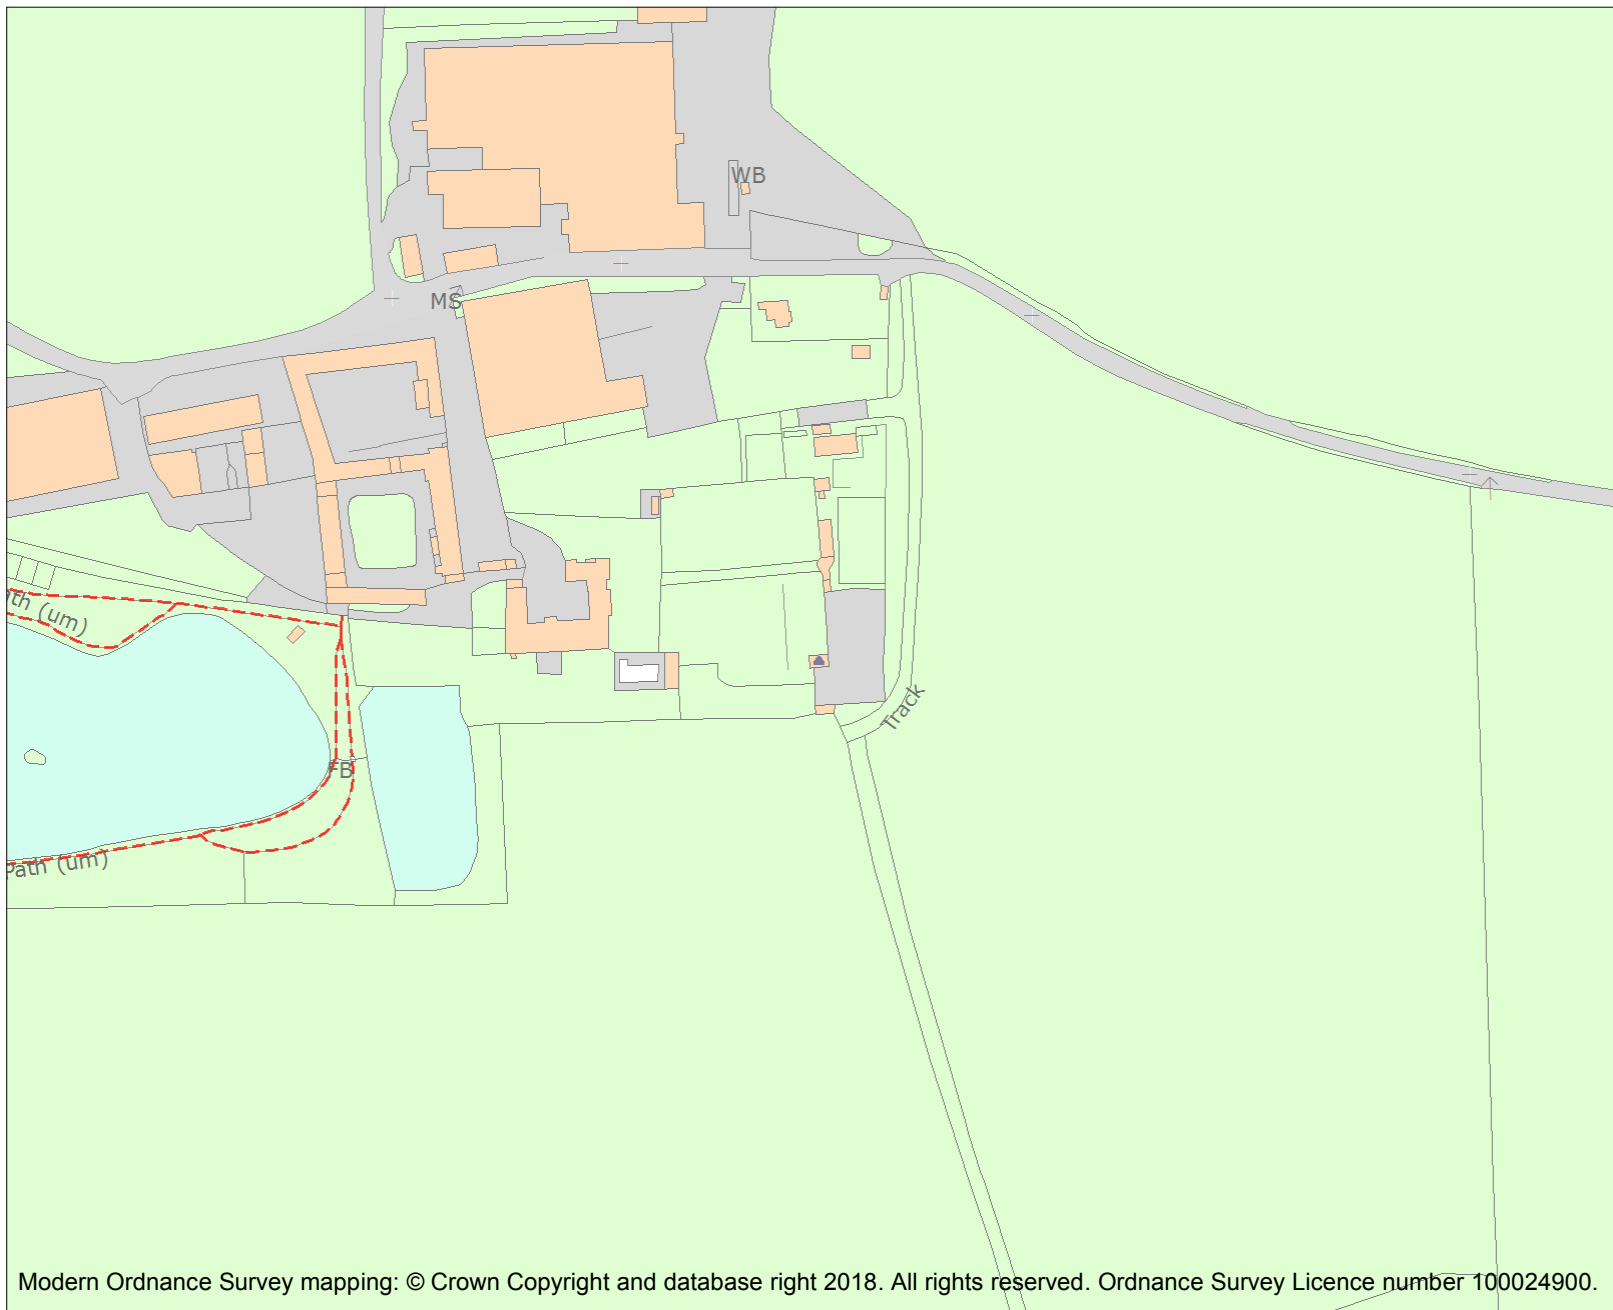 WB
MS
ath (um)
Track
FB
Path (um)
Modern Ordnance Survey mapping: © Crown Copyright and database right 2018. All rights reserved. Ordnance Survey Licence number 100024900.